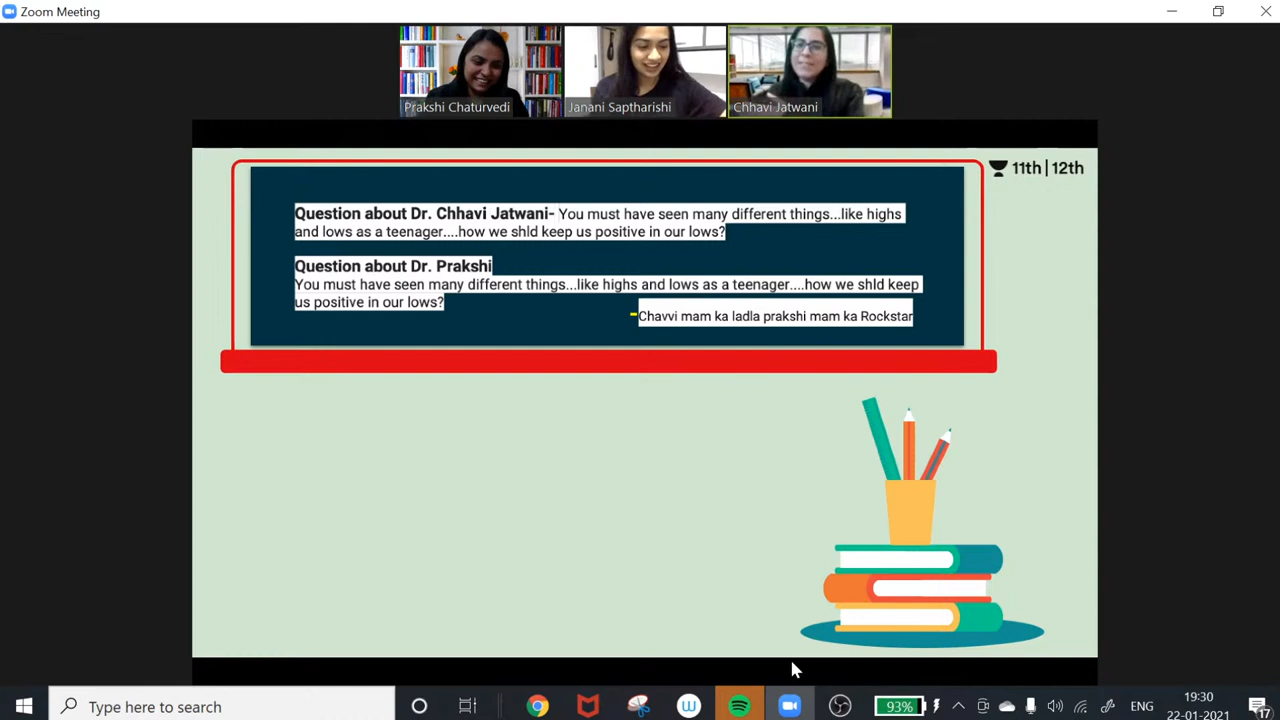 Zoom Meeting
Prakshi Chaturvedi
Janani Saptharishi
Chhavi Jatwani
11th | 12th
Question about Dr. Chhavi Jatwani- You must have seen many different things...like highs
and lows as a teenager....how we shld keep us positive in our lows?
Question about Dr. Prakshi
You must have seen many different things...like highs and lows as a teenager....how we shld keep
us positive in our lows?
-Chavvi mam ka ladla prakshi mam ka Rockstar
Type here to search
93%
ENG
19:30
22-01-2021
17